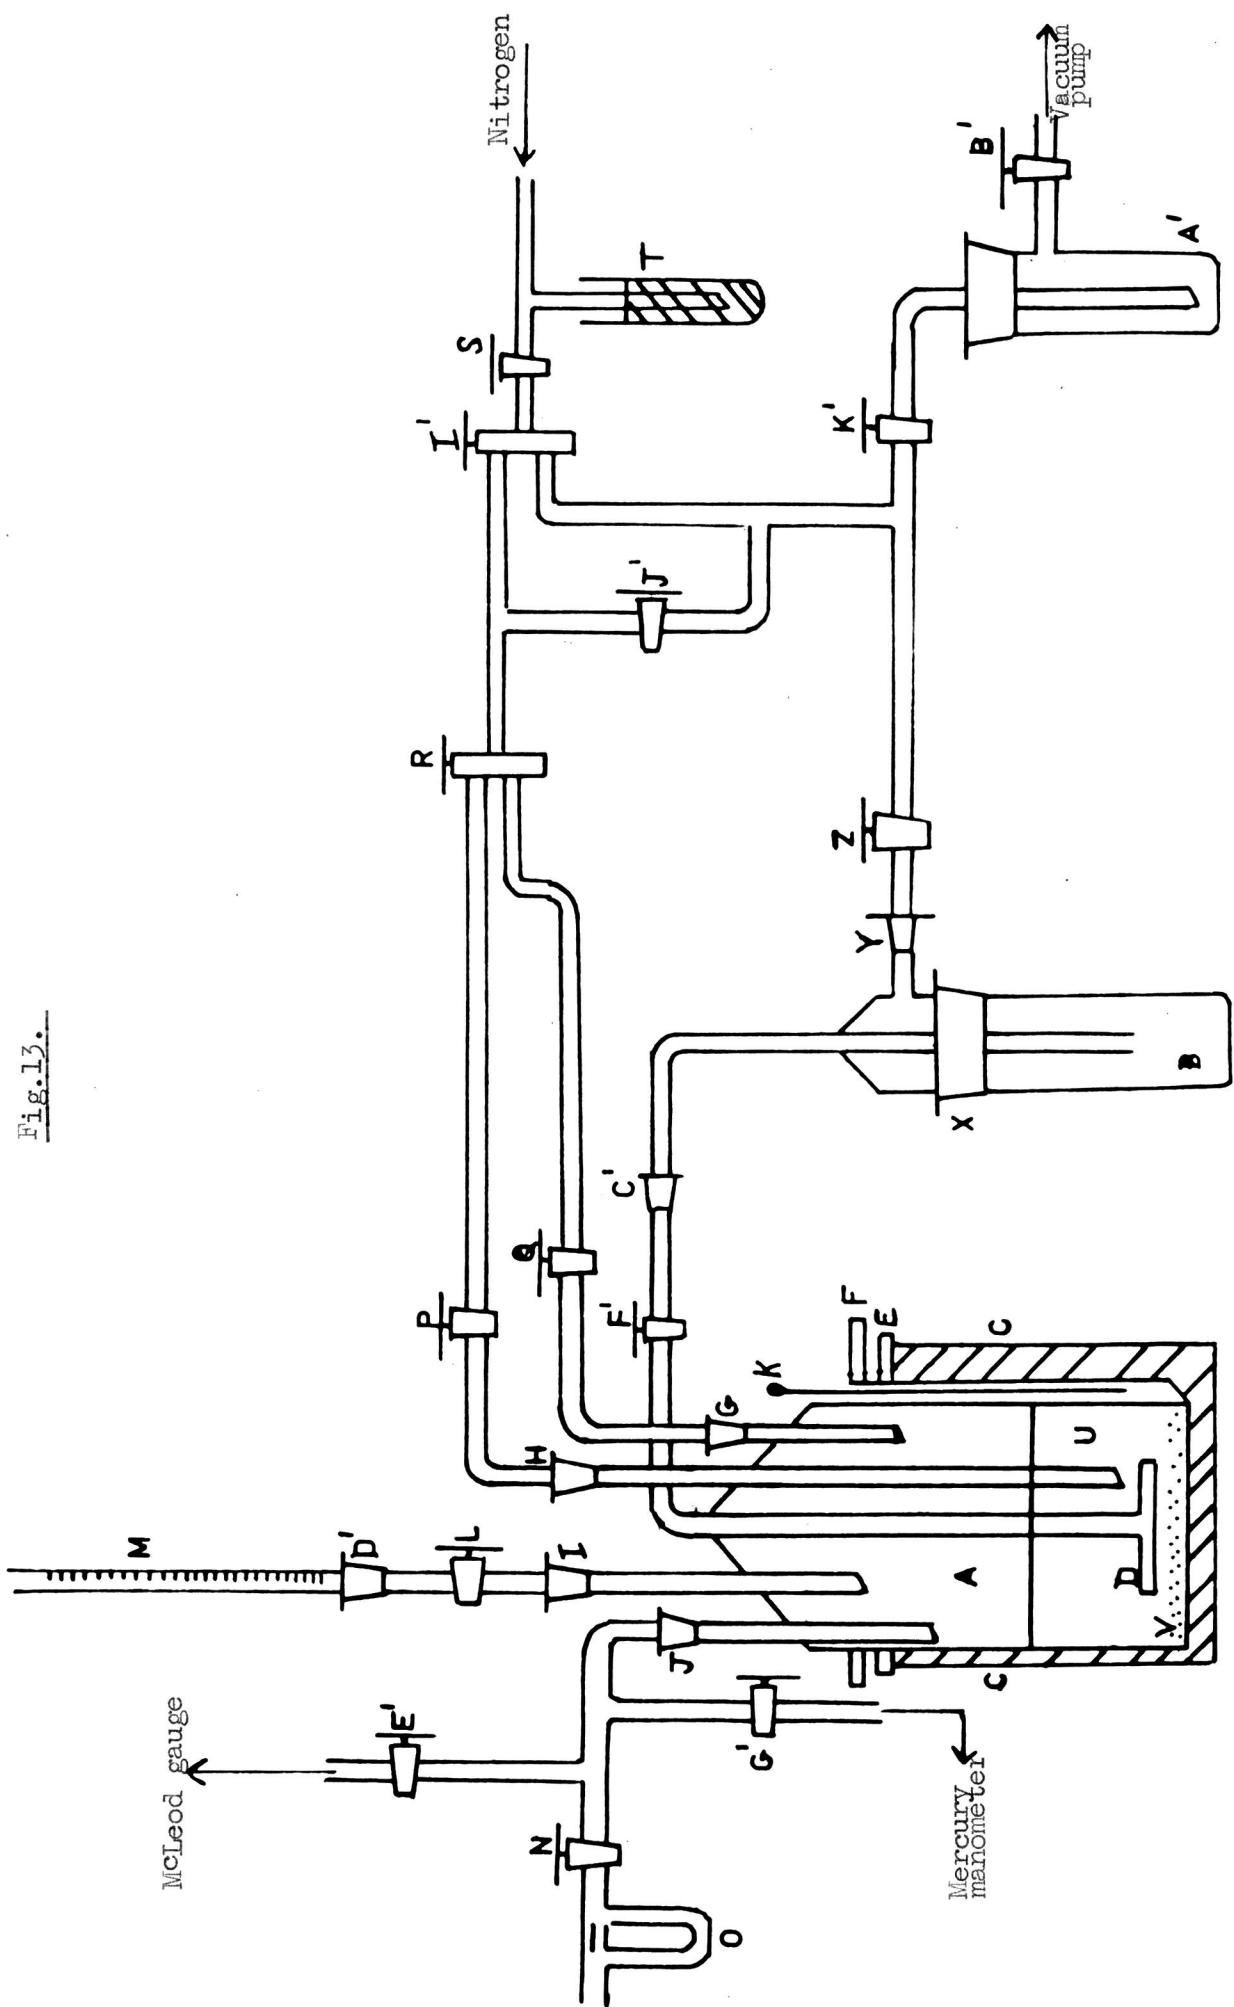 Fig.13.
Nitrogen
Vacuum
pump
B'
A'
T
S
I'
K'
J'
R
Z
Y
X
B
C'
Q
P
F'
F
E
C
K
G
H
U
M
D'
L
I
A
D
V
J
C
E'
G'
McLeod gauge
N
Mercury
manometer
O